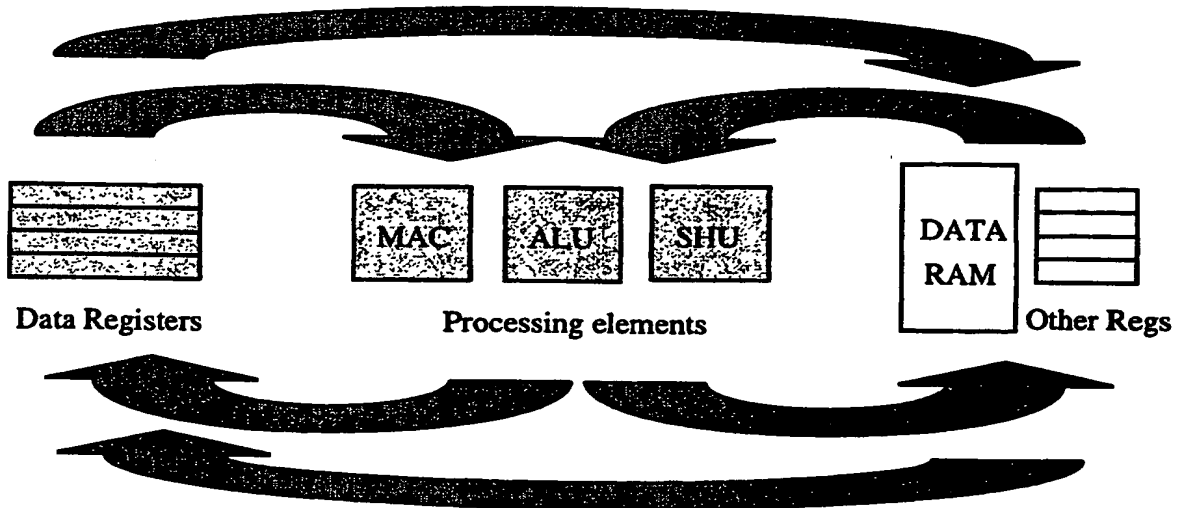 MAC ALU SHU
DATA
RAM
Data Registers
Processing elements
Other Regs